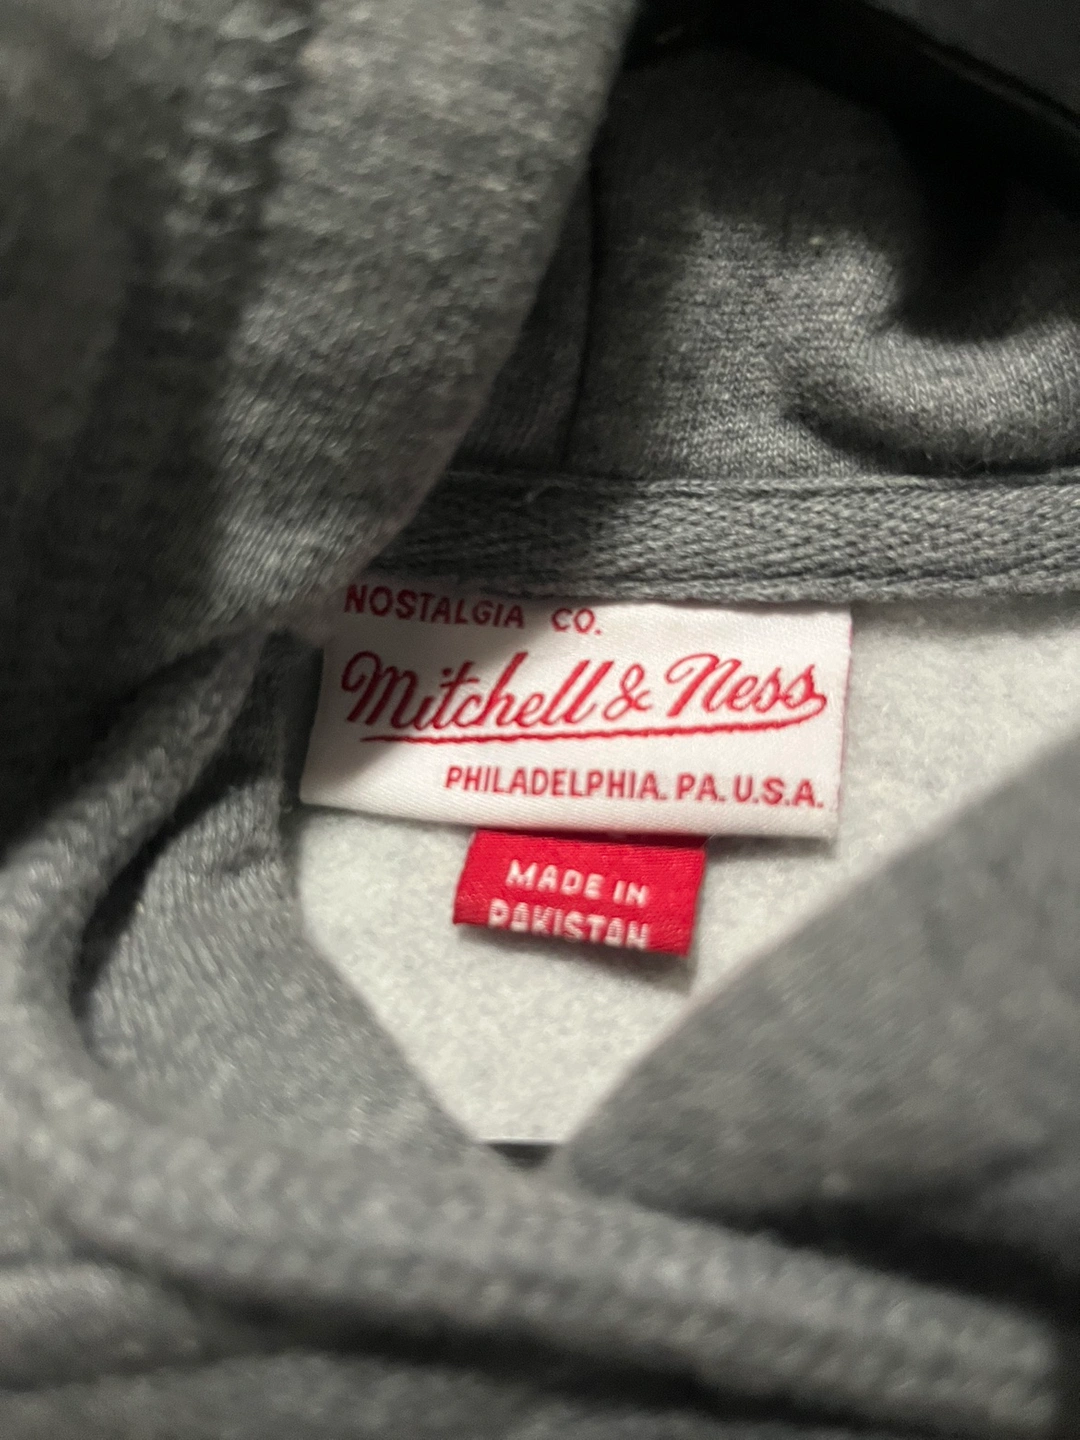 NOSTALGIA CO.
Mitchell & Ness
PHILADELPHIA. PA. U.S.A.
MADE IN
PAKISTAN